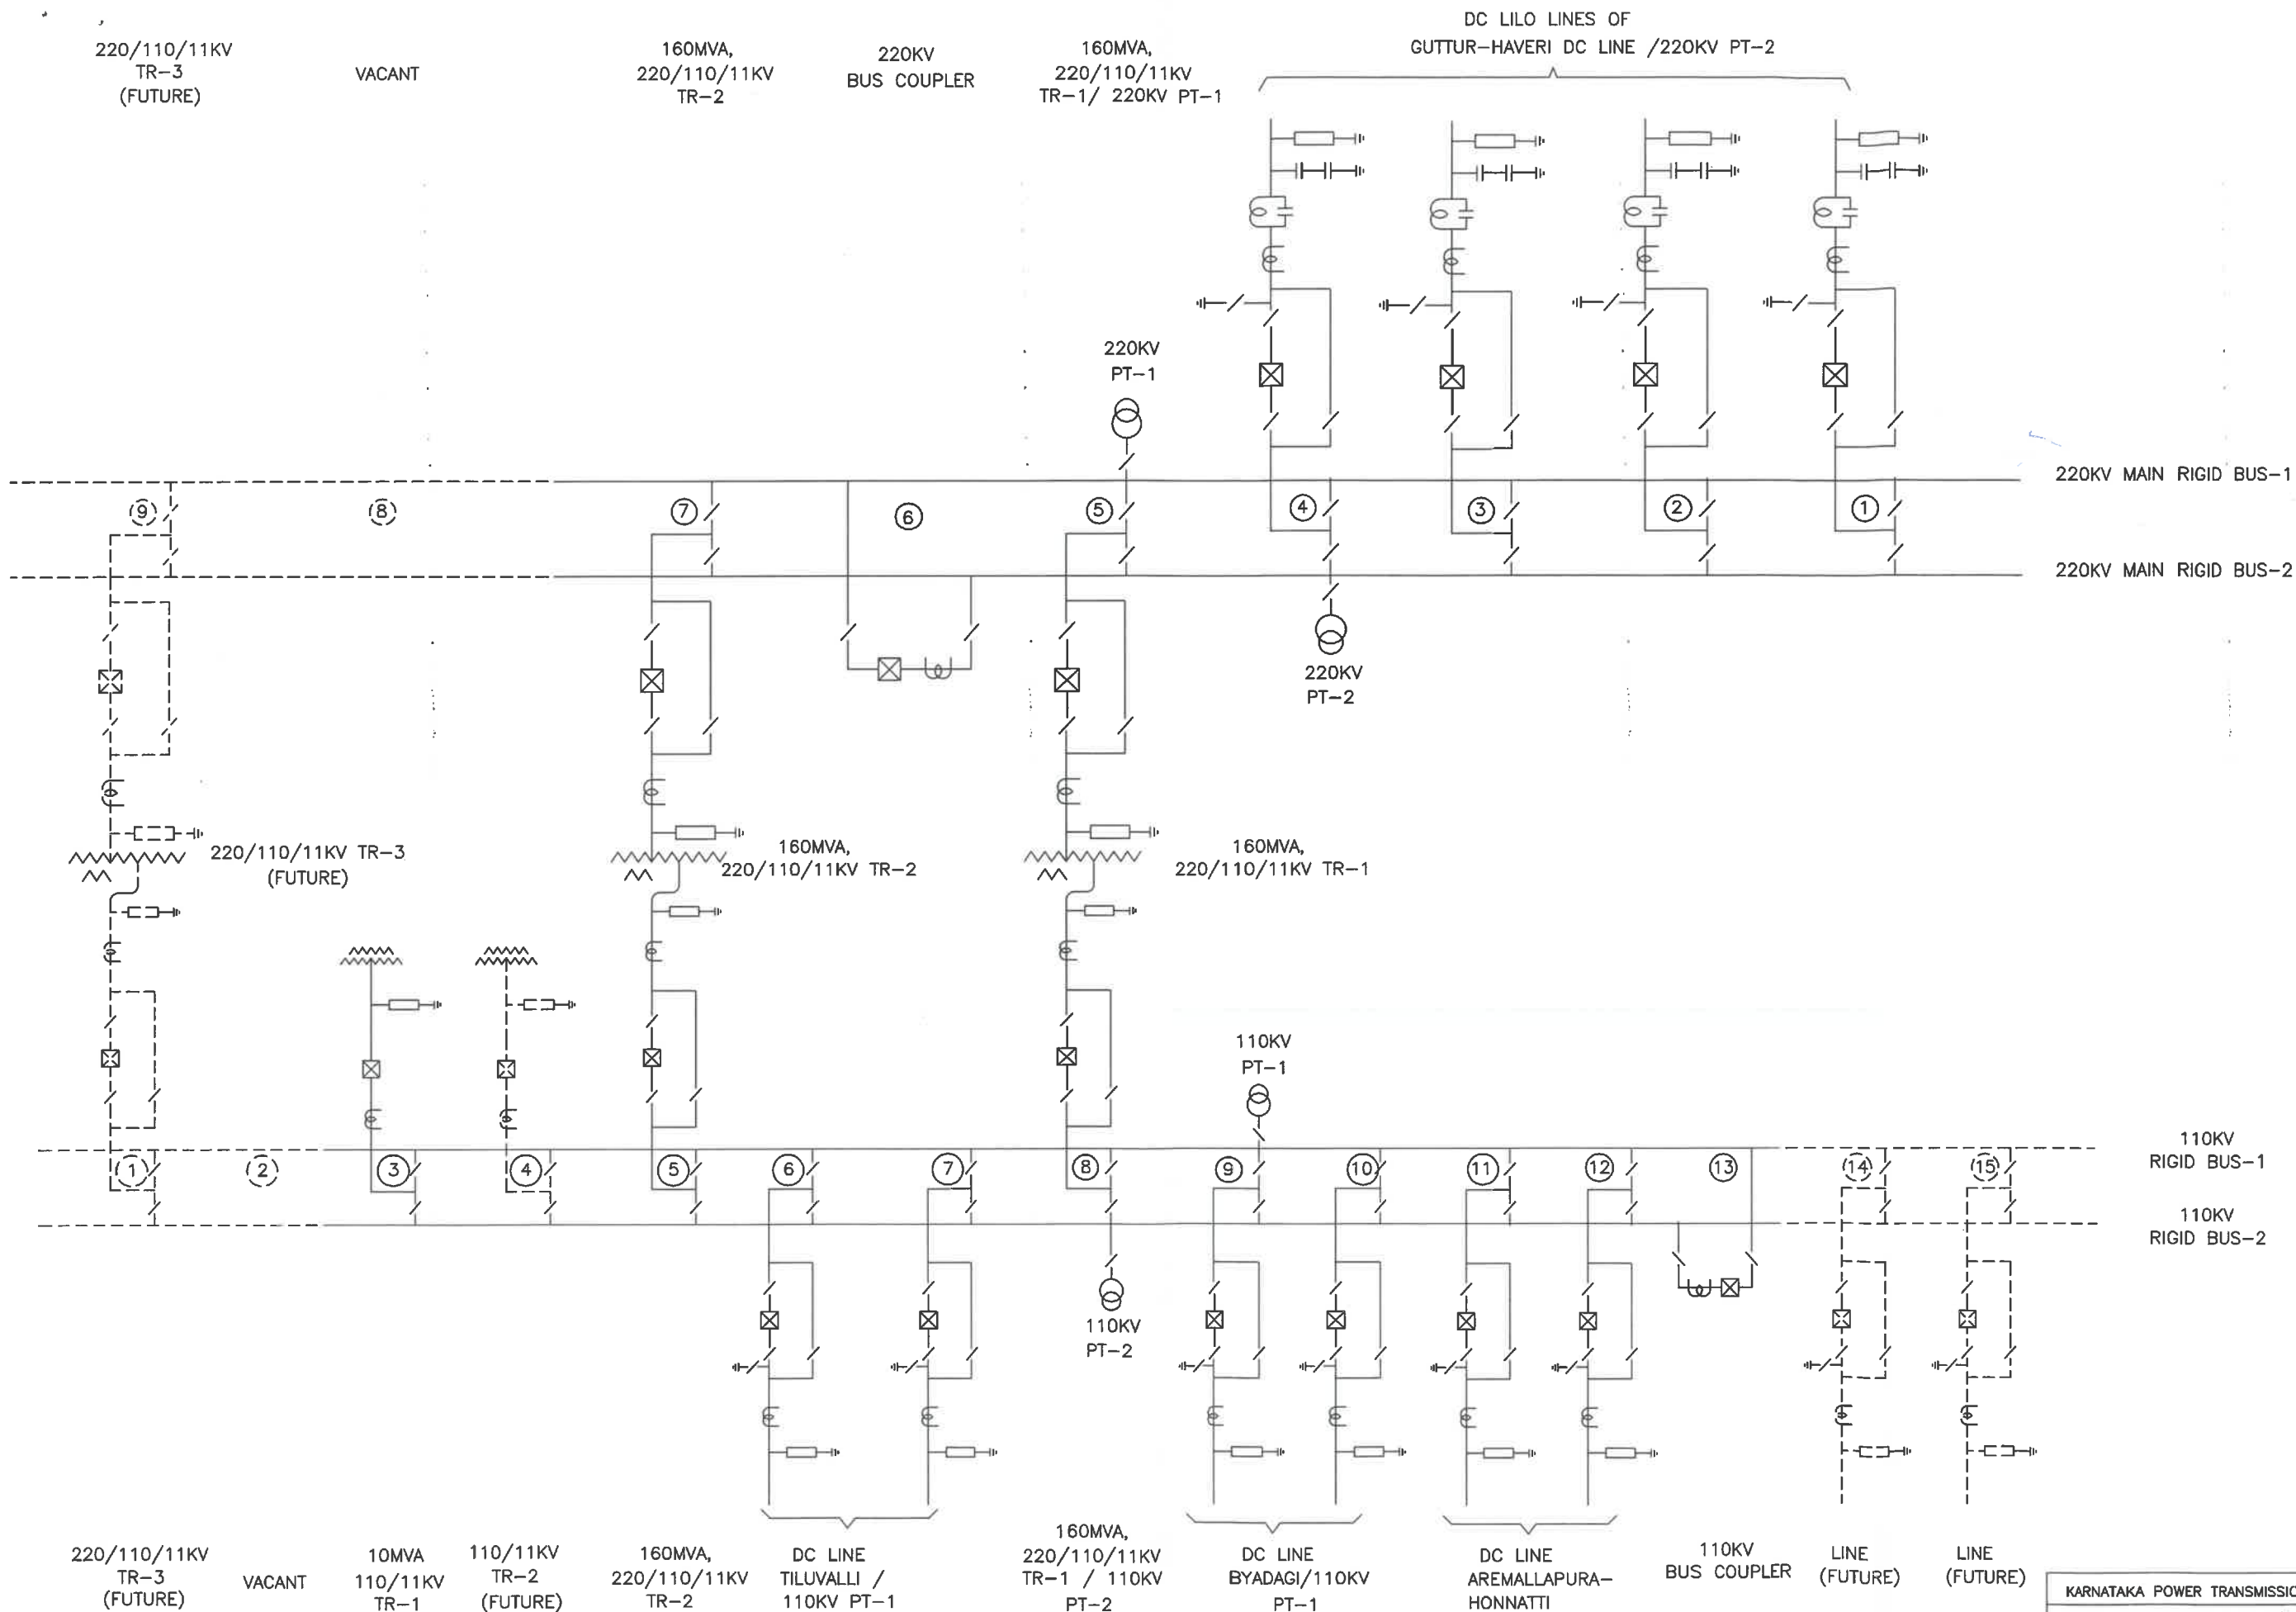 220/110/11KV
TR-3
(FUTURE)
VACANT
160MVA,
220/110/11KV
TR-2
220KV
BUS COUPLER
160MVA,
220/110/11KV
TR-1/ 220KV PT-1
DC LILO LINES OF
GUTTUR-HAVERI DC LINE /220KV PT-2
220KV
PT-1
220KV MAIN RIGID BUS-1
9
8
7
6
5
4
3
2
1
220KV MAIN RIGID BUS-2
220KV
PT-2
220/110/11KV TR-3
(FUTURE)
160MVA,
220/110/11KV TR-2
160MVA,
220/110/11KV TR-1
110KV
PT-1
110KV
RIGID BUS-1
1
2
3
4
5
6
7
8
9
10
11
12
13
14
15
110KV
RIGID BUS-2
110KV
PT-2
220/110/11KV
TR-3
(FUTURE)
VACANT
10MVA
110/11KV
TR-1
110/11KV
TR-2
(FUTURE)
160MVA,
220/110/11KV
TR-2
DC LINE
TILUVALLI /
110KV PT-1
160MVA,
220/110/11KV
TR-1 / 110KV
PT-2
DC LINE
BYADAGI/110KV
PT-1
DC LINE
AREMALLAPURA-
HONNATTI
110KV
BUS COUPLER
LINE
(FUTURE)
LINE
(FUTURE)
KARNATAKA POWER